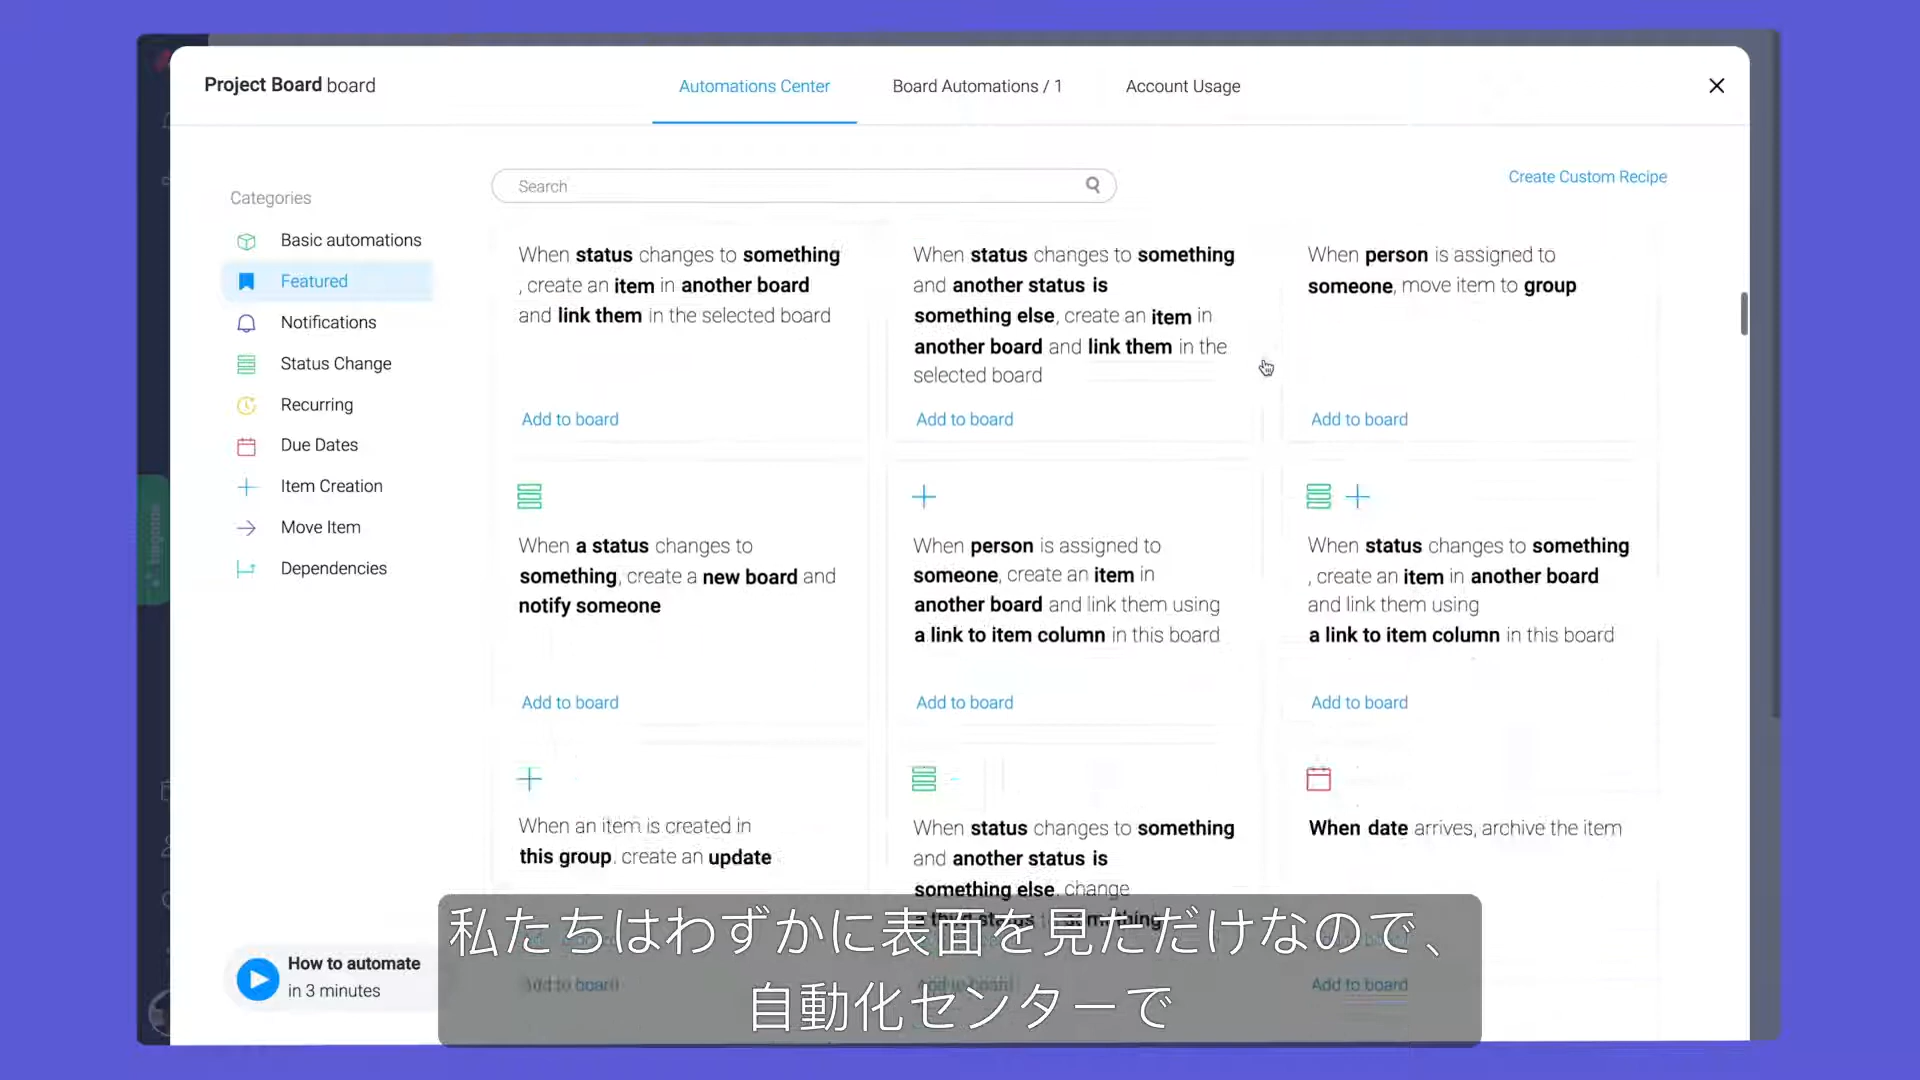 Project Board board
Automations Center
Board Automations / 1
Account Usage
Search
Create Custom Recipe
Categories
Basic automations
Featured
Notifications
Status Change
Recurring
Due Dates
Item Creation
Move Item
Dependencies
When status changes to something
, create an item in another board
and link them in the selected board
Add to board
When status changes to something
and another status is
something else, create an item in
another board and link them in the
selected board
Add to board
When person is assigned to
someone, move item to group
Add to board
When a status changes to
something, create a new board and
notify someone
Add to board
When person is assigned to
someone, create an item in
another board and link them using
a link to item column in this board
Add to board
When status changes to something
, create an item in another board
and link them using
a link to item column in this board
Add to board
When an item is created in
this group, create an update
Add to board
When status changes to something
and another status is
something else, change
a third status to something
When date arrives, archive the item
Add to board
How to automate
in 3 minutes
私たちはわずかに表面を見ただけなので、
自動化センターで